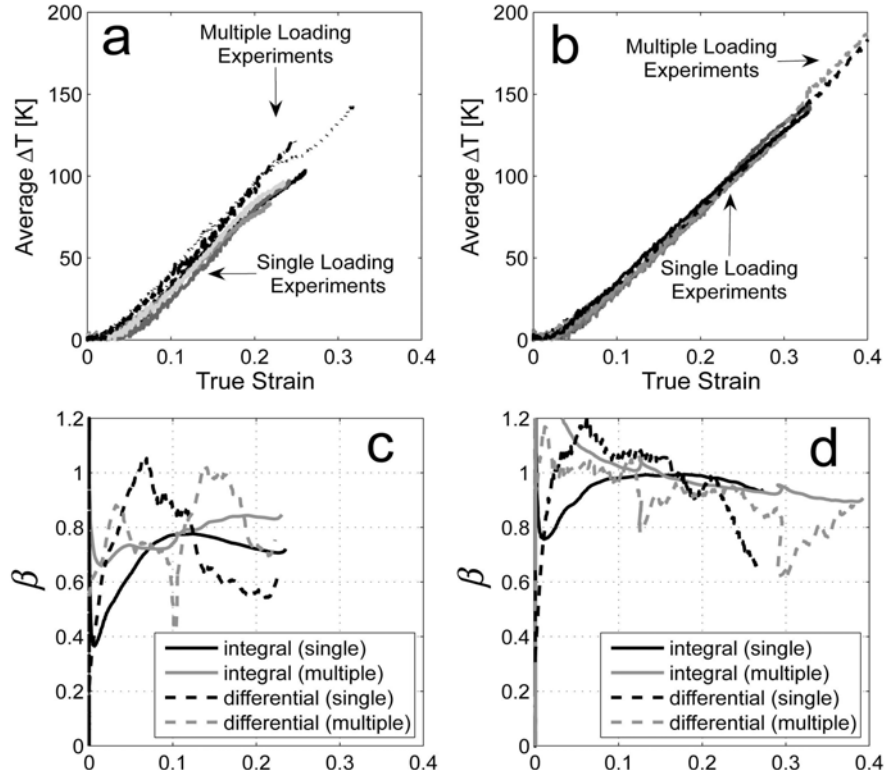 a
200
150
100
50
0
Average ΔT [K]
Multiple Loading
Experiments
Single Loading
Experiments
0
0.1
0.2
0.3
0.4
True Strain
b
200
150
100
50
0
Average ΔT [K]
Multiple Loading
Experiments
Single Loading
Experiments
0
0.1
0.2
0.3
0.4
True Strain
c
1.2
1
0.8
0.6
0.4
0.2
0
β
integral (single)
integral (multiple)
differential (single)
differential (multiple)
0
0.1
0.2
0.3
0.4
d
1.2
1
0.8
0.6
0.4
0.2
0
β
integral (single)
integral (multiple)
differential (single)
differential (multiple)
0
0.1
0.2
0.3
0.4